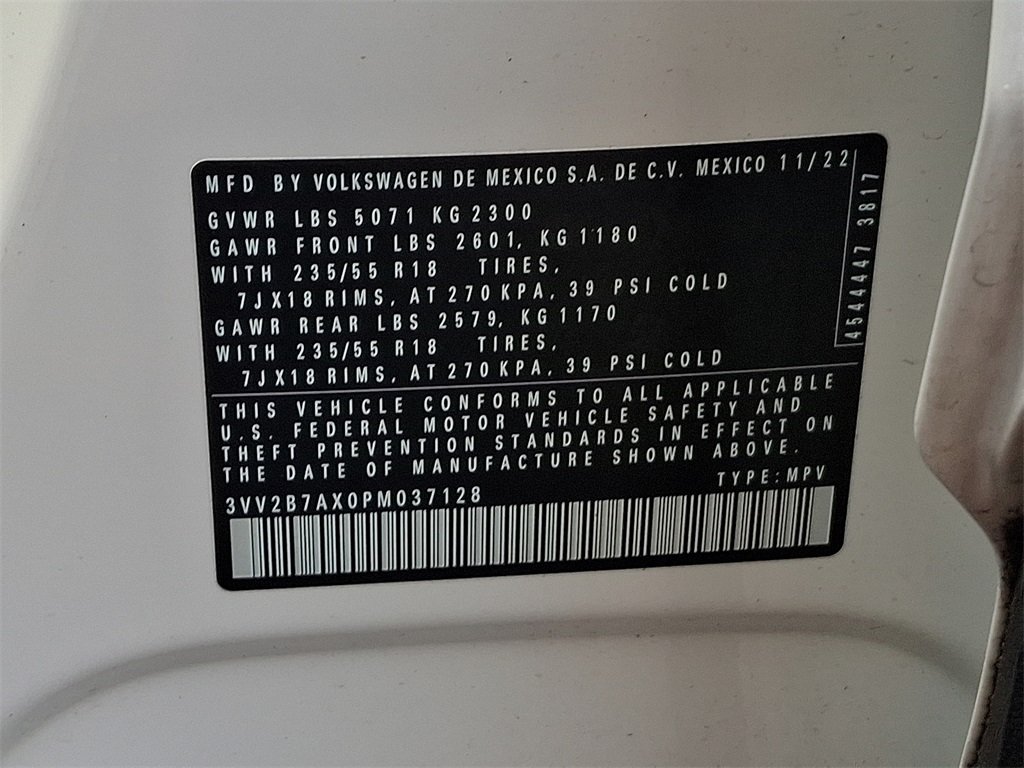 MFD BY VOLKSWAGEN DE MEXICO S.A. DE C.V. MEXICO 11/22
GVWR LBS 5071 KG 2300
GAWR FRONT LBS 2601, KG 1180
WITH 235/55 R18 TIRES,
7JX18 RIMS, AT 270 KPA, 39 PSI COLD
GAWR REAR LBS 2579, KG 1170
WITH 235/55 R18 TIRES,
7JX18 RIMS, AT 270 KPA, 39 PSI COLD
4544447 3817
THIS VEHICLE CONFORMS TO ALL APPLICABLE
U.S. FEDERAL MOTOR VEHICLE SAFETY AND
THEFT PREVENTION STANDARDS IN EFFECT ON
THE DATE OF MANUFACTURE SHOWN ABOVE.
TYPE: MPV
3VV2B7AX0PM037128